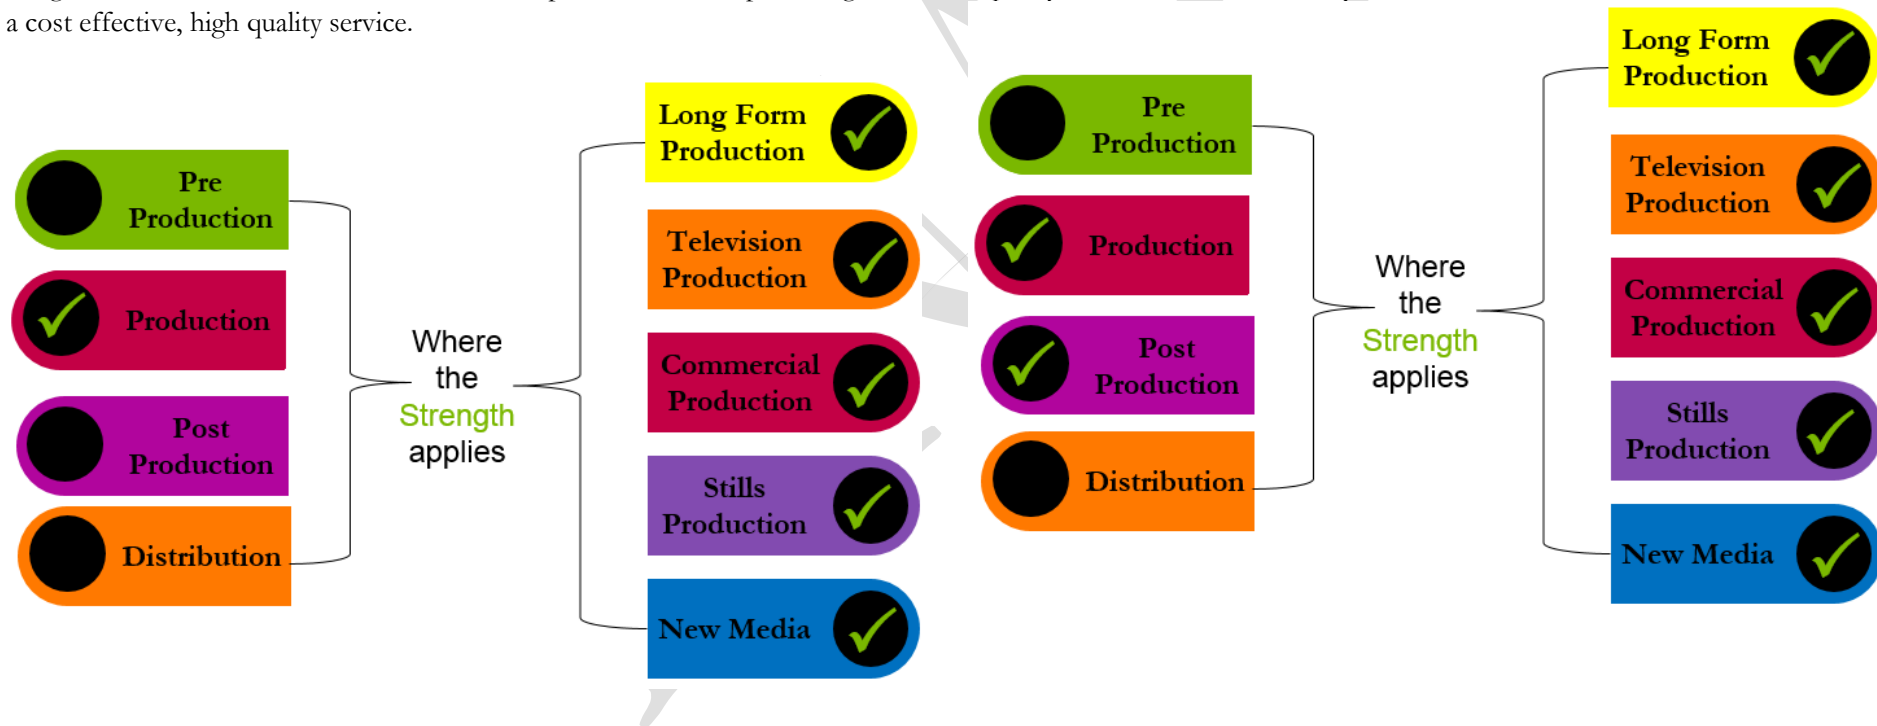 a cost effective, high quality service.
Pre
Production
Production
Post
Production
Distribution
Where
the
Strength
applies
Long Form
Production
Television
Production
Commercial
Production
Stills
Production
New Media
Pre
Production
Production
Post
Production
Distribution
Where
the
Strength
applies
Long Form
Production
Television
Production
Commercial
Production
Stills
Production
New Media